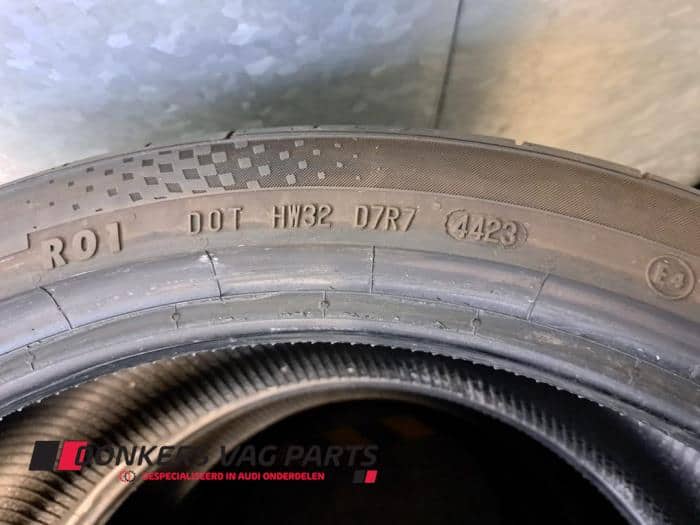 RO1 DOT HW32 D7R7 4423 E4
DONKERS VAG PARTS
GESPECIALISEERD IN AUDI ONDERDELEN